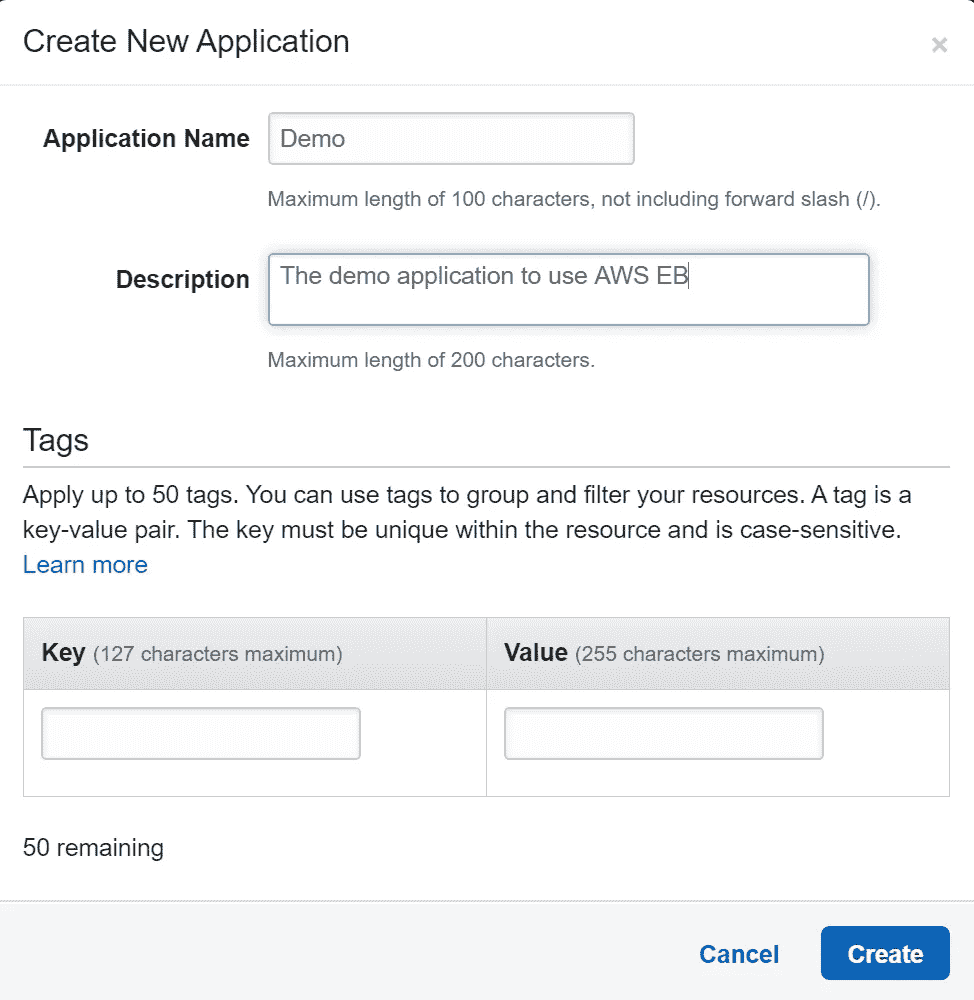 Create New Application
×
Application Name
Demo
Maximum length of 100 characters, not including forward slash (/).
Description
The demo application to use AWS EB
Maximum length of 200 characters.
Tags
Apply up to 50 tags. You can use tags to group and filter your resources. A tag is a
key-value pair. The key must be unique within the resource and is case-sensitive.
Learn more
Key (127 characters maximum)
Value (255 characters maximum)
50 remaining
Cancel
Create